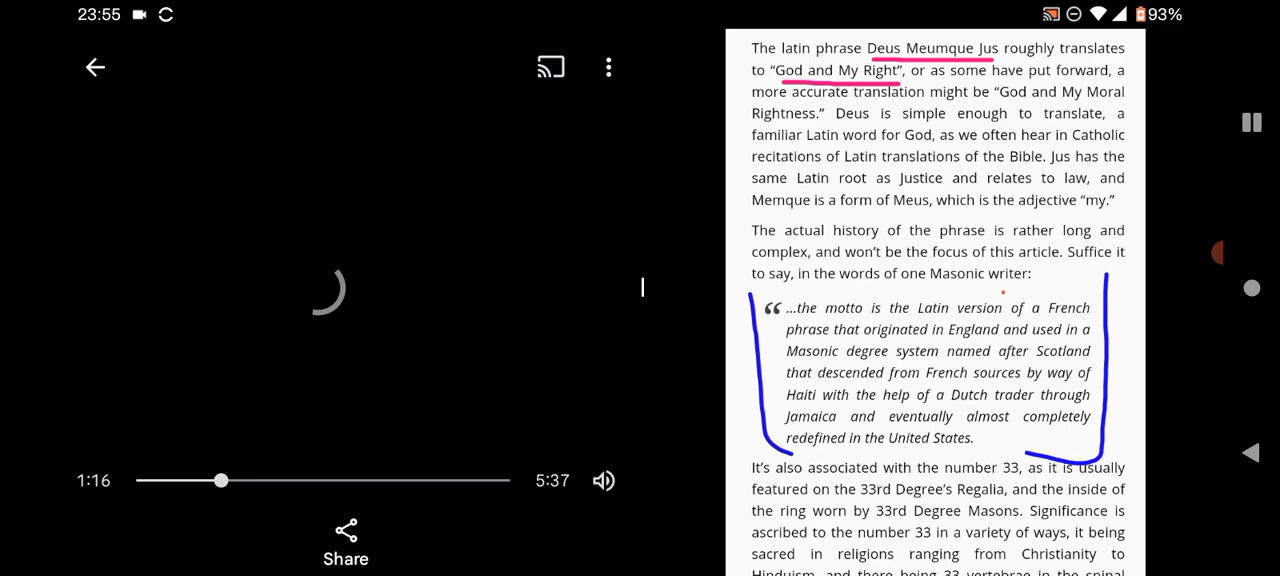 23:55
93%
The latin phrase Deus Meumque Jus roughly translates
to “God and My Right”, or as some have put forward, a
more accurate translation might be “God and My Moral
Rightness.” Deus is simple enough to translate, a
familiar Latin word for God, as we often hear in Catholic
recitations of Latin translations of the Bible. Jus has the
same Latin root as Justice and relates to law, and
Memque is a form of Meus, which is the adjective “my.”
The actual history of the phrase is rather long and
complex, and won’t be the focus of this article. Suffice it
to say, in the words of one Masonic writer:
“ ...the motto is the Latin version of a French
phrase that originated in England and used in a
Masonic degree system named after Scotland
that descended from French sources by way of
Haiti with the help of a Dutch trader through
Jamaica and eventually almost completely
redefined in the United States.
It’s also associated with the number 33, as it is usually
featured on the 33rd Degree’s Regalia, and the inside of
the ring worn by 33rd Degree Masons. Significance is
ascribed to the number 33 in a variety of ways, it being
sacred in religions ranging from Christianity to
Hinduism, and there being 33 vertebrae in the spinal
1:16
5:37
Share